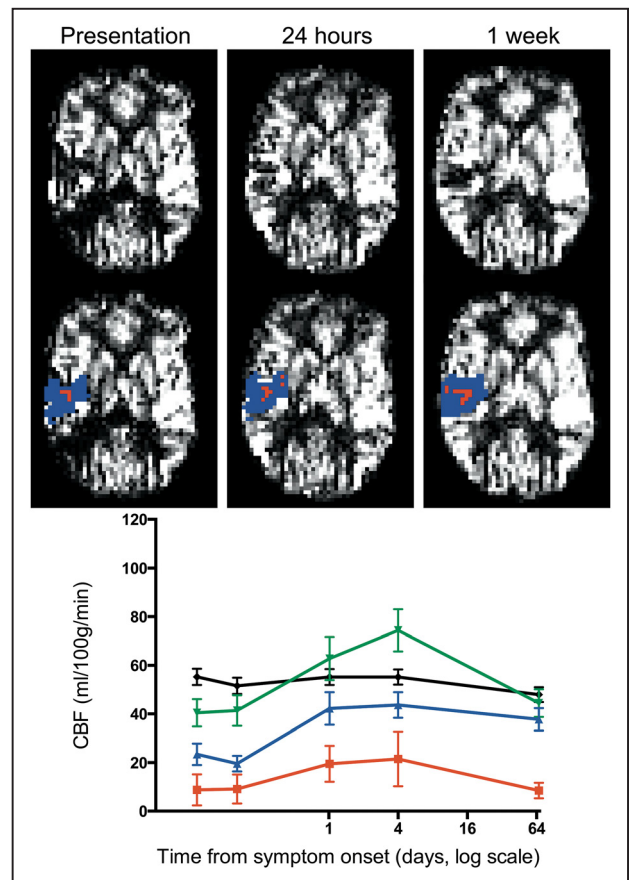 Presentation 24 hours 1 week
120
100
80
60
40
20
0
CBF (ml/100g/min)
1 4 16 64
Time from symptom onset (days, log scale)